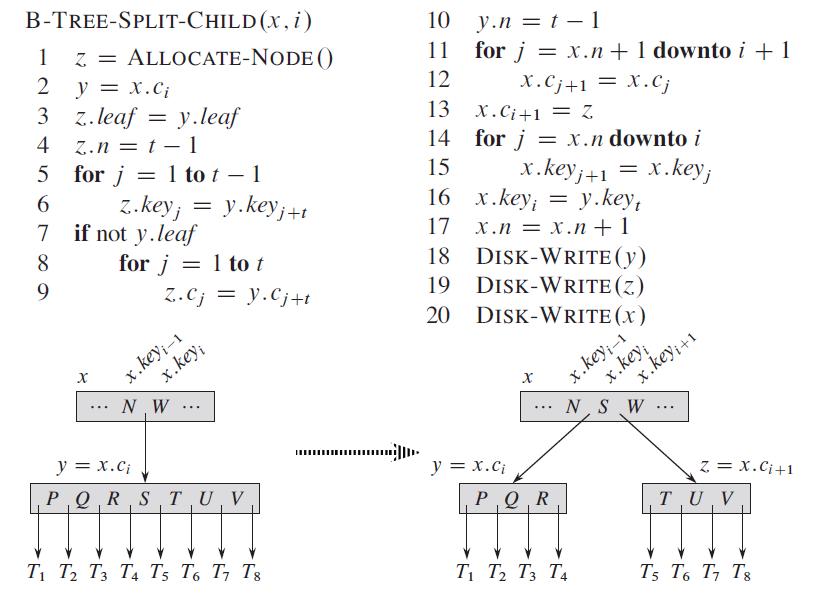 B-TREE-SPLIT-CHILD(x, i)
1 z = ALLOCATE-NODE()
2 y = x.c_i
3 z.leaf = y.leaf
4 z.n = t − 1
5 for j = 1 to t − 1
6 z.key_j = y.key_{j+t}
7 if not y.leaf
8 for j = 1 to t
9 z.c_j = y.c_{j+t}
10 y.n = t − 1
11 for j = x.n + 1 downto i + 1
12 x.c_{j+1} = x.c_j
13 x.c_{i+1} = z
14 for j = x.n downto i
15 x.key_{j+1} = x.key_j
16 x.key_i = y.key_t
17 x.n = x.n + 1
18 DISK-WRITE(y)
19 DISK-WRITE(z)
20 DISK-WRITE(x)
x x.key_{i−1} x.key_i
... N W ...
y = x.c_i
P Q R S T U V
T_1 T_2 T_3 T_4 T_5 T_6 T_7 T_8
x x.key_{i−1} x.key_i x.key_{i+1}
... N S W ...
y = x.c_i z = x.c_{i+1}
P Q R T U V
T_1 T_2 T_3 T_4 T_5 T_6 T_7 T_8